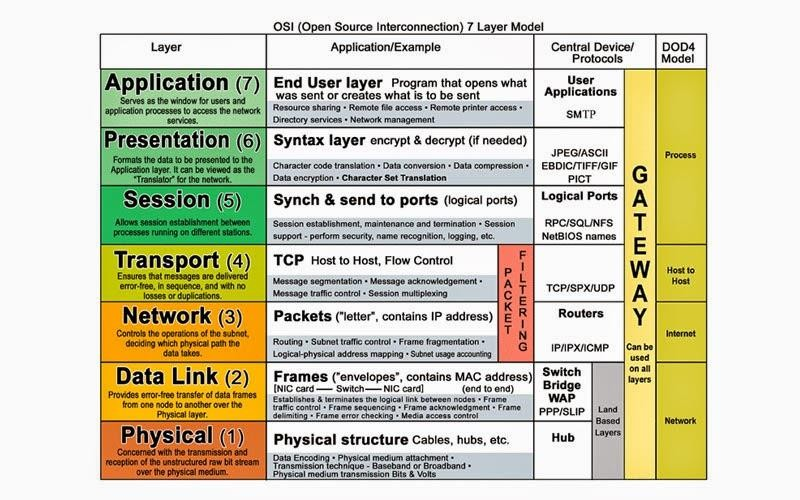 OSI (Open Source Interconnection) 7 Layer Model
Layer
Application/Example
Central Device/
Protocols
DOD4
Model
Application (7)
Serves as the window for users and
application processes to access the network
services.
End User layer Program that opens what
was sent or creates what is to be sent
Resource sharing • Remote file access • Remote printer access •
Directory services • Network management
User
Applications
SMTP
Presentation (6)
Formats the data to be presented to the
Application layer. It can be viewed as the
"Translator" for the network.
Syntax layer encrypt & decrypt (if needed)
Character code translation • Data conversion • Data compression •
Data encryption • Character Set Translation
JPEG/ASCII
EBDIC/TIFF/GIF
PICT
Session (5)
Allows session establishment between
processes running on different stations.
Synch & send to ports (logical ports)
Session establishment, maintenance and termination • Session
support - perform security, name recognition, logging, etc.
Logical Ports
RPC/SQL/NFS
NetBIOS names
Process
Transport (4)
Ensures that messages are delivered
error-free, in sequence, and with no
losses or duplications.
TCP Host to Host, Flow Control
Message segmentation • Message acknowledgement •
Message traffic control • Session multiplexing
TCP/SPX/UDP
Host to
Host
Network (3)
Controls the operations of the subnet,
deciding which physical path the
data takes.
Packets ("letter", contains IP address)
Routing • Subnet traffic control • Frame fragmentation •
Logical-physical address mapping • Subnet usage accounting
PACKET
FILTERING
Routers
IP/IPX/ICMP
Internet
Data Link (2)
Provides error-free transfer of data frames
from one node to another over the
Physical layer.
Frames ("envelopes", contains MAC address)
[NIC card —— Switch —— NIC card] (end to end)
Establishes & terminates the logical link between nodes • Frame
traffic control • Frame sequencing • Frame acknowledgment • Frame
delimiting • Frame error checking • Media access control
Switch
Bridge
WAP
PPP/SLIP
Physical (1)
Concerned with the transmission and
reception of the unstructured raw bit stream
over the physical medium.
Physical structure Cables, hubs, etc.
Data Encoding • Physical medium attachment •
Transmission technique - Baseband or Broadband •
Physical medium transmission Bits & Volts
Hub
Land
Based
Layers
GATEWAY
Can be
used
on all
layers
Network